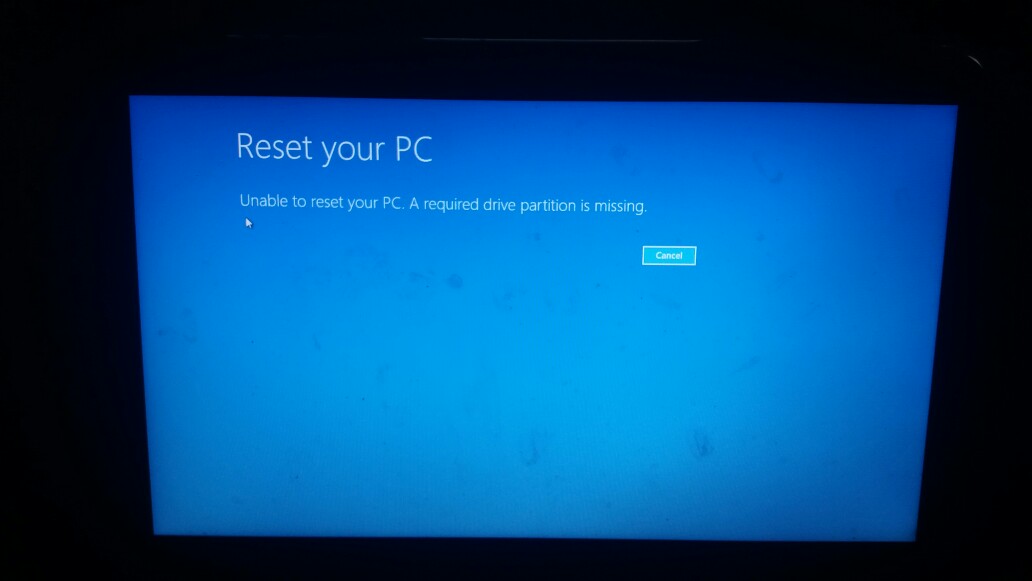 Reset your PC
Unable to reset your PC. A required drive partition is missing.
Cancel